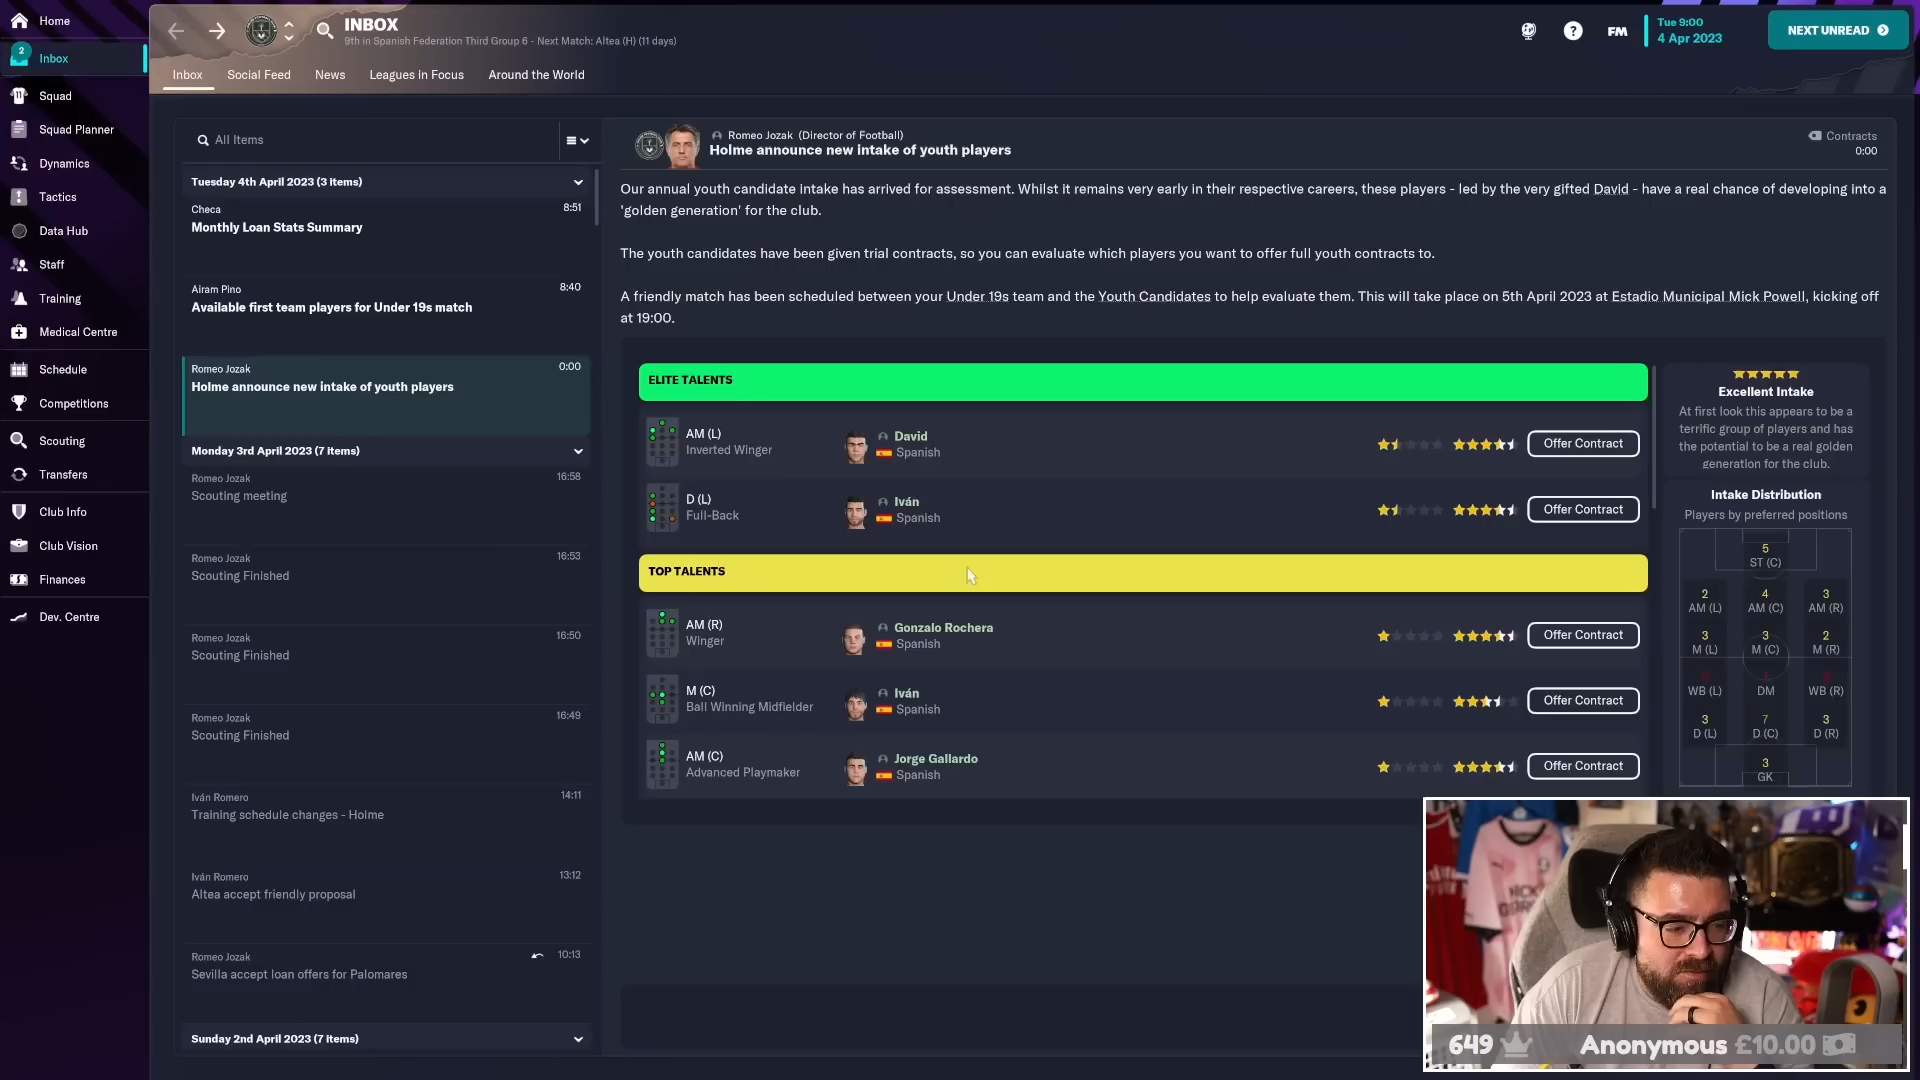 Home
2
Inbox
Squad
Squad Planner
Dynamics
Tactics
Data Hub
Staff
Training
Medical Centre
Schedule
Competitions
Scouting
Transfers
Club Info
Club Vision
Finances
Dev. Centre
INBOX
9th in Spanish Federation Third Group 6 - Next Match: Altea (H) (11 days)
?
FM
Tue 9:00
4 Apr 2023
NEXT UNREAD
Inbox
Social Feed
News
Leagues in Focus
Around the World
All Items
Tuesday 4th April 2023 (3 items)
Checa
8:51
Monthly Loan Stats Summary
Airam Pino
8:40
Available first team players for Under 19s match
Romeo Jozak
0:00
Holme announce new intake of youth players
Monday 3rd April 2023 (7 items)
Romeo Jozak
16:58
Scouting meeting
Romeo Jozak
16:53
Scouting Finished
Romeo Jozak
16:50
Scouting Finished
Romeo Jozak
16:49
Scouting Finished
Iván Romero
14:11
Training schedule changes - Holme
Iván Romero
13:12
Altea accept friendly proposal
Romeo Jozak
10:13
Sevilla accept loan offers for Palomares
Sunday 2nd April 2023 (7 items)
Romeo Jozak (Director of Football)
Holme announce new intake of youth players
Contracts
0:00
Our annual youth candidate intake has arrived for assessment. Whilst it remains very early in their respective careers, these players - led by the very gifted David - have a real chance of developing into a
'golden generation' for the club.
The youth candidates have been given trial contracts, so you can evaluate which players you want to offer full youth contracts to.
A friendly match has been scheduled between your Under 19s team and the Youth Candidates to help evaluate them. This will take place on 5th April 2023 at Estadio Municipal Mick Powell, kicking off
at 19:00.
ELITE TALENTS
AM (L)
Inverted Winger
David
Spanish
Offer Contract
D (L)
Full-Back
Iván
Spanish
Offer Contract
TOP TALENTS
AM (R)
Winger
Gonzalo Rochera
Spanish
Offer Contract
M (C)
Ball Winning Midfielder
Iván
Spanish
Offer Contract
AM (C)
Advanced Playmaker
Jorge Gallardo
Spanish
Offer Contract
Excellent Intake
At first look this appears to be a
terrific group of players and has
the potential to be a real golden
generation for the club.
Intake Distribution
Players by preferred positions
5
ST (C)
2 4 3
AM (L) AM (C) AM (R)
3 3 2
M (L) M (C) M (R)
WB (L) DM WB (R)
3 7 3
D (L) D (C) D (R)
3
GK
649
Anonymous £10.00